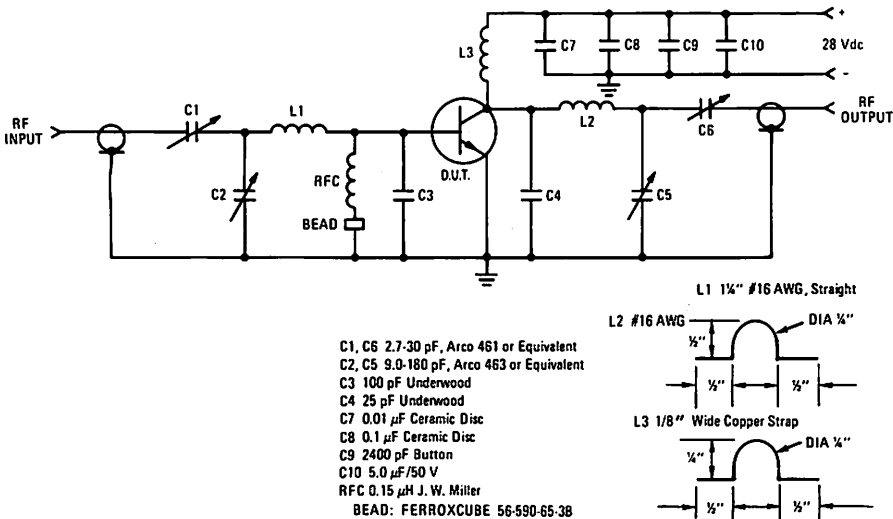 L3
C7
C8
C9
C10
+
28 Vdc
-
RF
INPUT
C1
L1
C2
RFC
BEAD
C3
D.U.T.
C4
L2
C5
C6
RF
OUTPUT
L1 1¼" #16 AWG, Straight
L2 #16 AWG
DIA ¼"
½"
½"
½"
L3 1/8" Wide Copper Strap
DIA ¼"
¼"
½"
½"
C1, C6 2.7-30 pF, Arco 461 or Equivalent
C2, C5 9.0-180 pF, Arco 463 or Equivalent
C3 100 pF Underwood
C4 25 pF Underwood
C7 0.01 µF Ceramic Disc
C8 0.1 µF Ceramic Disc
C9 2400 pF Button
C10 5.0 µF/50 V
RFC 0.15 µH J. W. Miller
BEAD: FERROXCUBE 56-590-65-3B